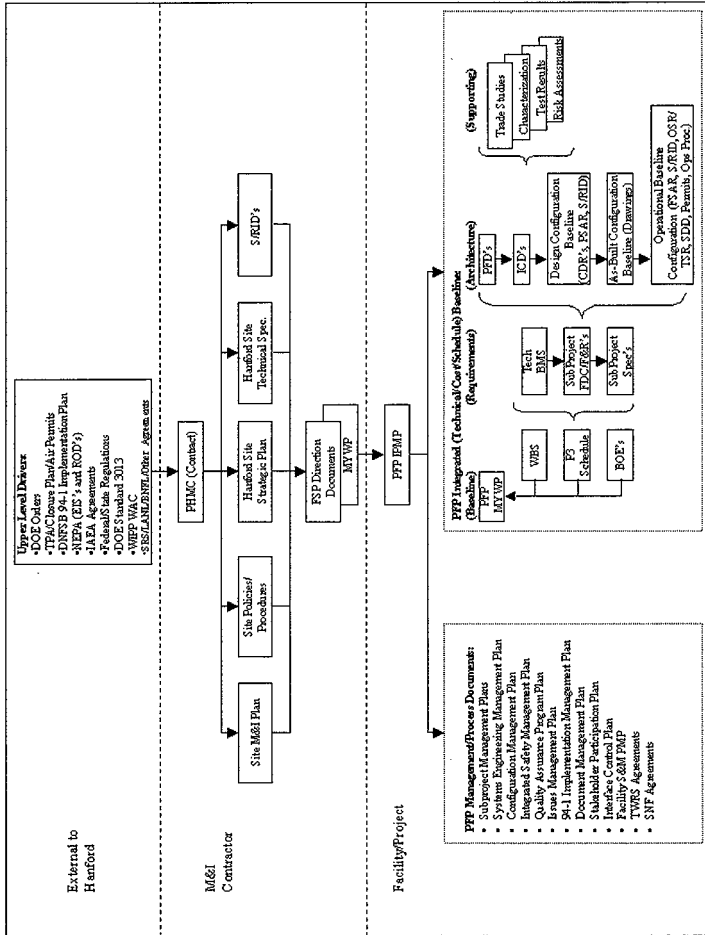 External to
Hanford
Upper Level Drivers
•DOE Orders
•TPA/Closure Plan/Air Permits
•DNFSB 94-1 Implementation Plan
•NEPA (EIS's and ROD's)
•IAEA Agreements
•Federal/State Regulations
•DOE Standard 3013
•WIPP WAC
•SRS/LANL/BNFL/Other Agreements
M&I
Contractor
PHMC (Contract)
Site M&I Plan
Site Policies/
Procedures
Hanford Site
Strategic Plan
Hanford Site
Technical Spec.
S/RID's
FSP Direction
Documents
MYWP
Facility/Project
PFP IPMP
PFP Management/Process Documents:
• Subproject Management Plans
• Systems Engineering Management Plan
• Configuration Management Plan
• Integrated Safety Management Plan
• Quality Assurance Program Plan
• Issues Management Plan
• 94-1 Implementation Management Plan
• Document Management Plan
• Stakeholder Participation Plan
• Interface Control Plan
• Facility S&M PMP
• TWRS Agreements
• SNF Agreements
PFP Integrated (Technical/Cost/Schedule) Baseline:
(Baseline)
(Requirements)
(Architecture)
(Supporting)
PFP
MYWP
WBS
P3
Schedule
BOE's
Tech
BMS
Sub Project
FDC/F&R's
Sub Project
Spec's
PFD's
ICD's
Design Configuration
Baseline
(CDR's, PSAR, S/RID)
As-Built Configuration
Baseline (Drawings)
Operational Baseline
Configuration (FSAR, S/RID, OSR/
TSR, SDD, Permits, Ops Proc)
Trade Studies
Characterization
Test Results
Risk Assessments